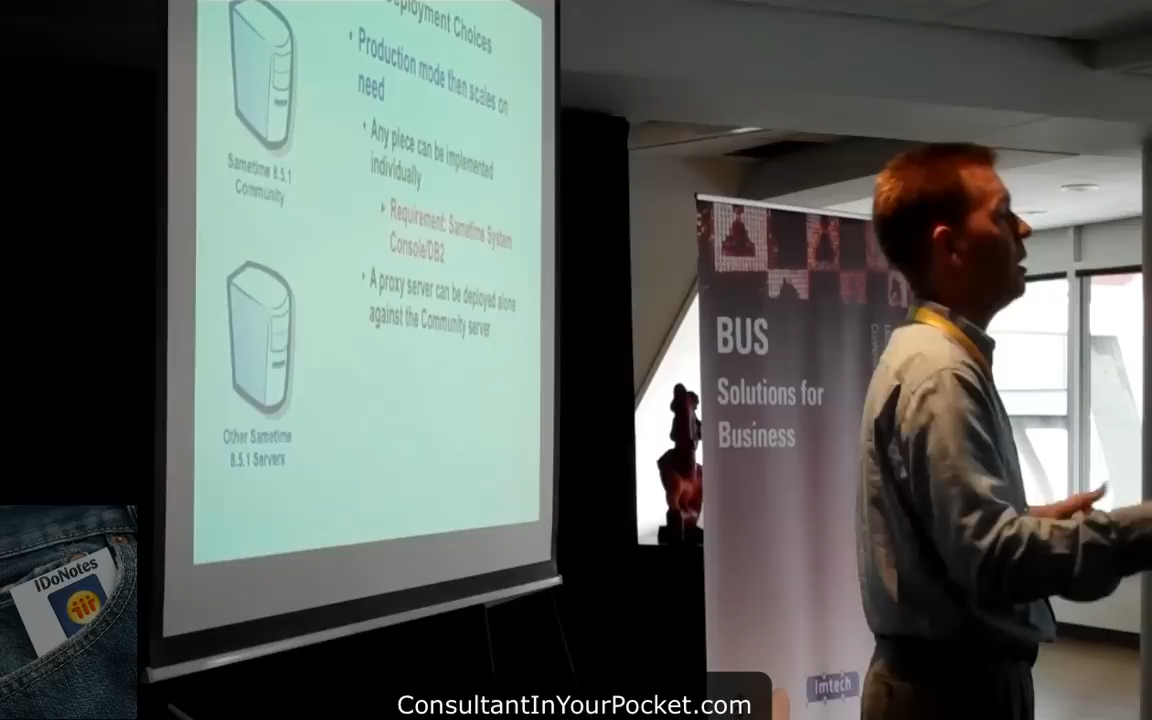 Deployment Choices
• Production mode then scales on
need
• Any piece can be implemented
individually
Requirement: Sametime System
Console/DB2
• A proxy server can be deployed alone
against the Community server
Sametime 8.5.1
Community
Other Sametime
8.5.1 Servers
BUS
Solutions for
Business
Imtech
IDoNotes
ConsultantInYourPocket.com